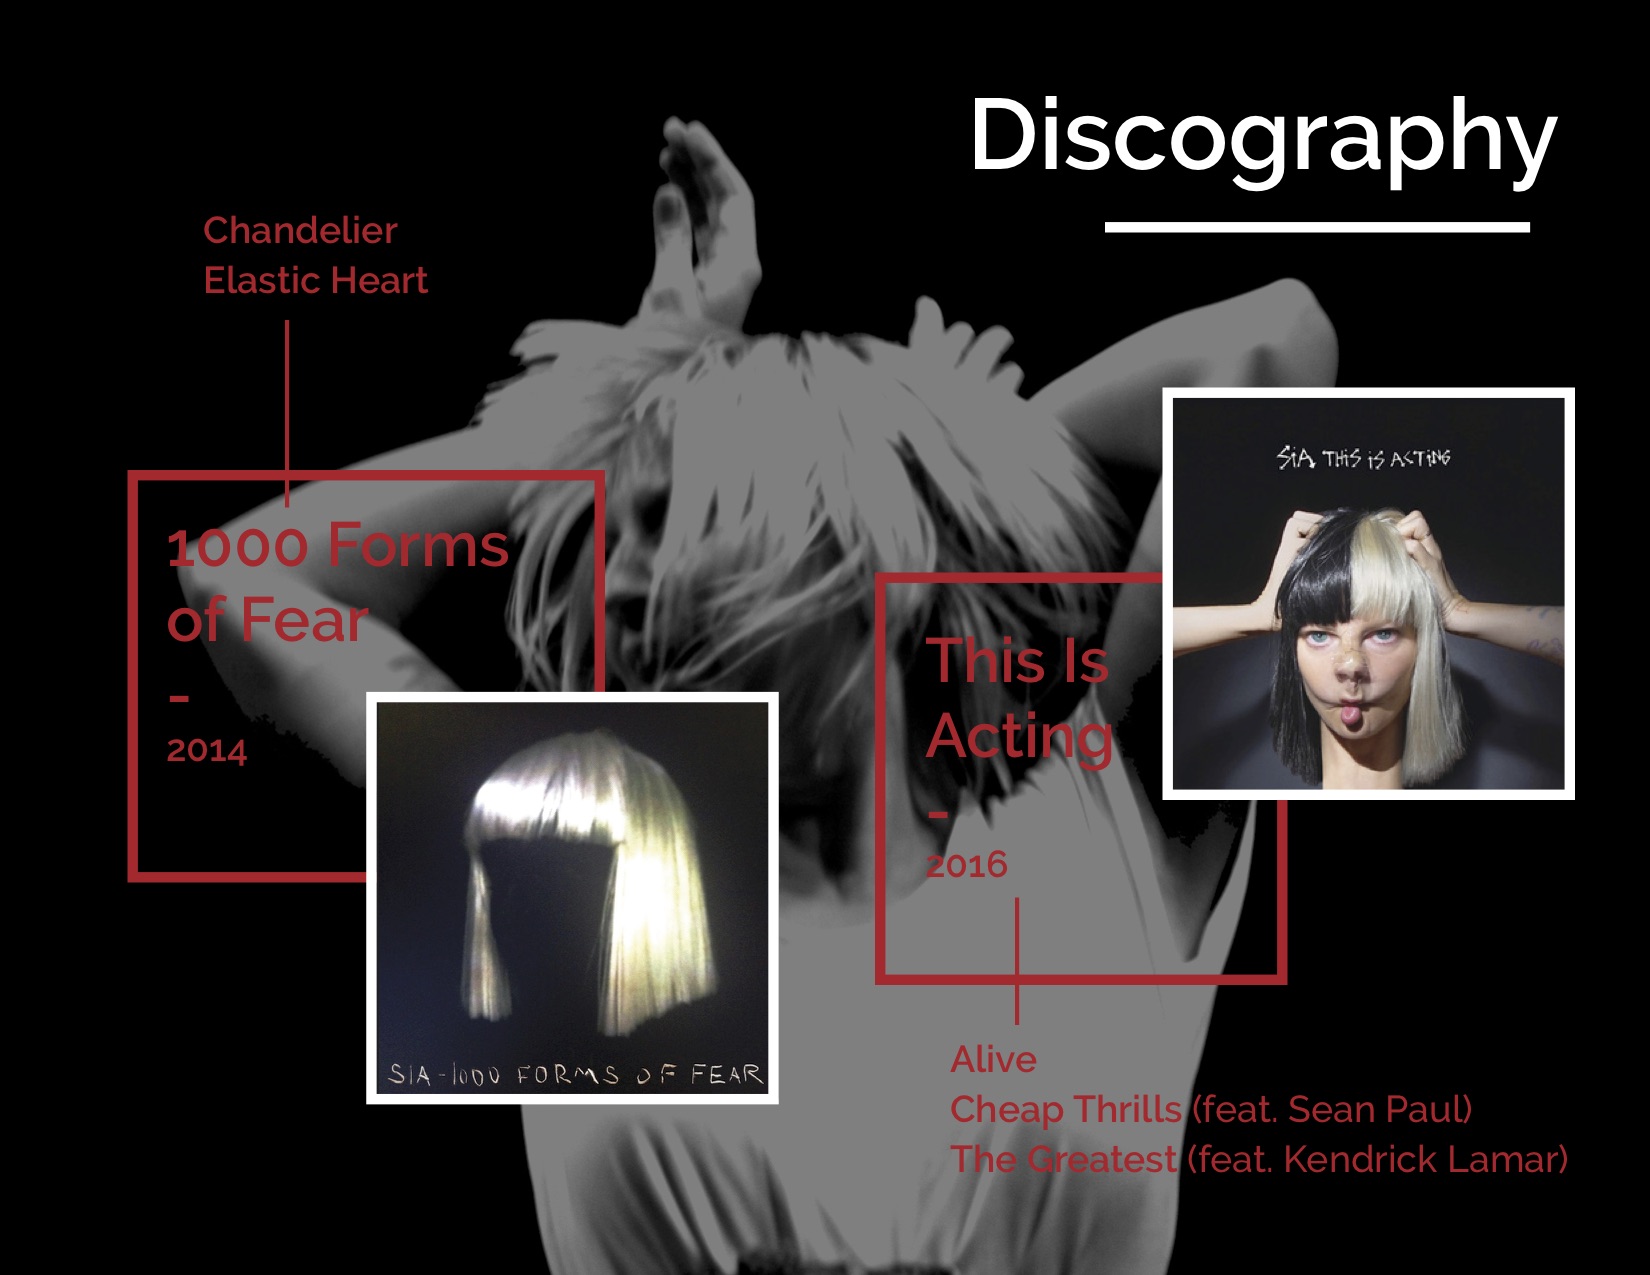 Discography
Chandelier
Elastic Heart
1000 Forms
of Fear
-
2014
SIA - 1000 FORMS OF FEAR
SiA THiS iS ACTiNG
This Is
Acting
-
2016
Alive
Cheap Thrills (feat. Sean Paul)
The Greatest (feat. Kendrick Lamar)